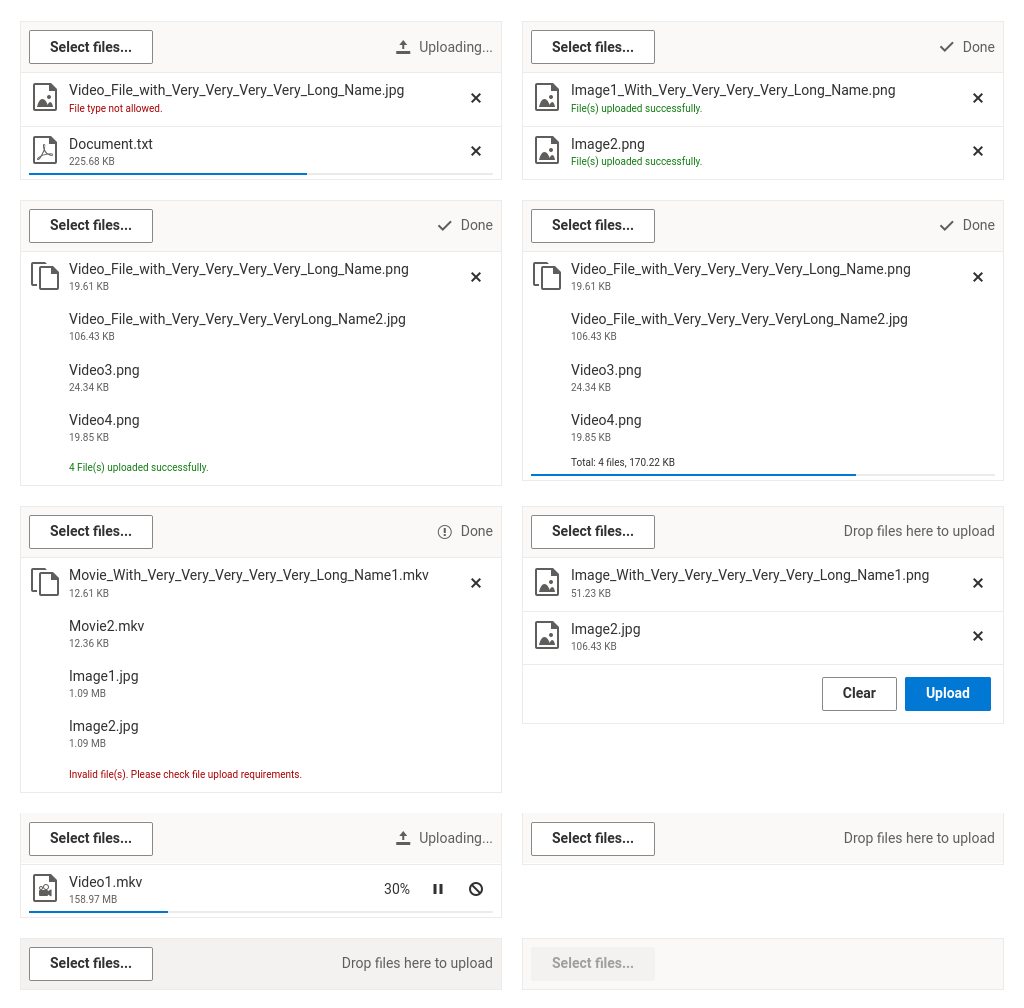 Select files...
Uploading...
Video_File_with_Very_Very_Very_Very_Long_Name.jpg
File type not allowed.
Document.txt
225.68 KB
Select files...
Done
Image1_With_Very_Very_Very_Very_Long_Name.png
File(s) uploaded successfully.
Image2.png
File(s) uploaded successfully.
Select files...
Done
Video_File_with_Very_Very_Very_Very_Long_Name.png
19.61 KB
Video_File_with_Very_Very_Very_VeryLong_Name2.jpg
106.43 KB
Video3.png
24.34 KB
Video4.png
19.85 KB
4 File(s) uploaded successfully.
Select files...
Done
Video_File_with_Very_Very_Very_Very_Long_Name.png
19.61 KB
Video_File_with_Very_Very_Very_VeryLong_Name2.jpg
106.43 KB
Video3.png
24.34 KB
Video4.png
19.85 KB
Total: 4 files, 170.22 KB
Select files...
Done
Movie_With_Very_Very_Very_Very_Very_Long_Name1.mkv
12.61 KB
Movie2.mkv
12.36 KB
Image1.jpg
1.09 MB
Image2.jpg
1.09 MB
Invalid file(s). Please check file upload requirements.
Select files...
Drop files here to upload
Image_With_Very_Very_Very_Very_Very_Long_Name1.png
51.23 KB
Image2.jpg
106.43 KB
Clear
Upload
Select files...
Uploading...
Video1.mkv
158.97 MB
30%
Select files...
Drop files here to upload
Select files...
Drop files here to upload
Select files...